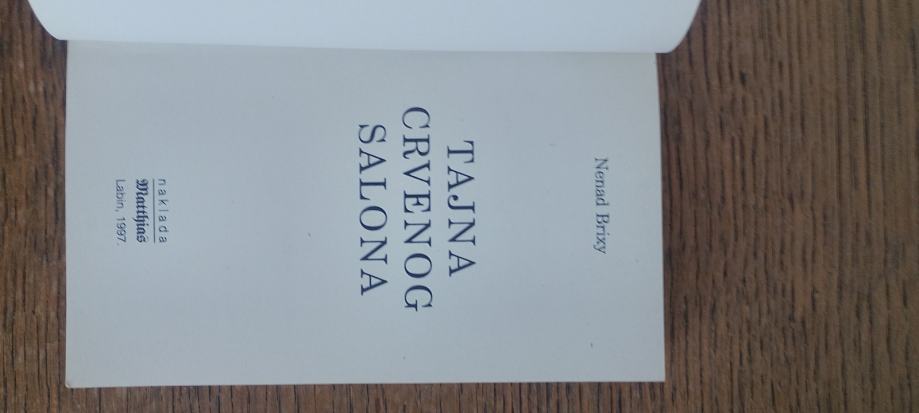 Nenad Brixy
TAJNA
CRVENOG
SALONA
naklada
Matthias
Labin, 1997.